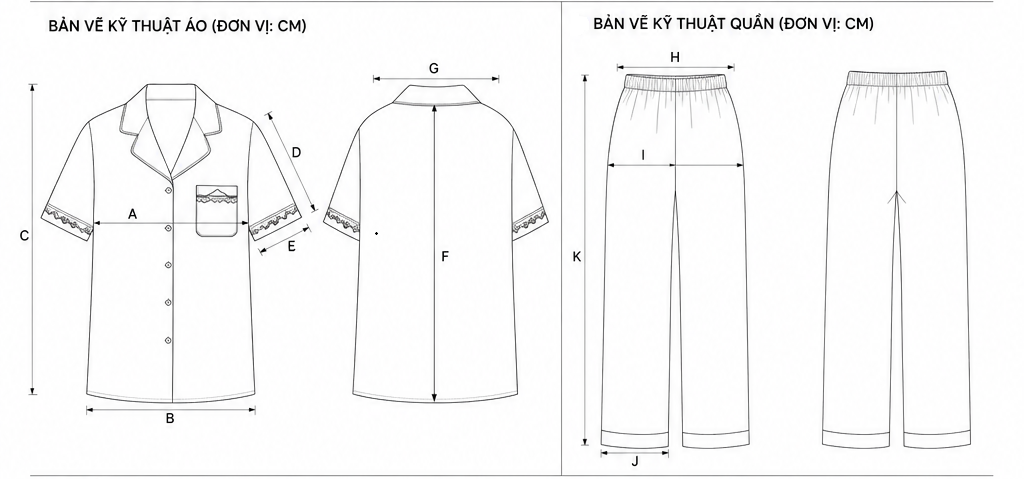 BẢN VẼ KỸ THUẬT ÁO (ĐƠN VỊ: CM)
G
D
A
C
E
F
B
BẢN VẼ KỸ THUẬT QUẦN (ĐƠN VỊ: CM)
H
I
K
J